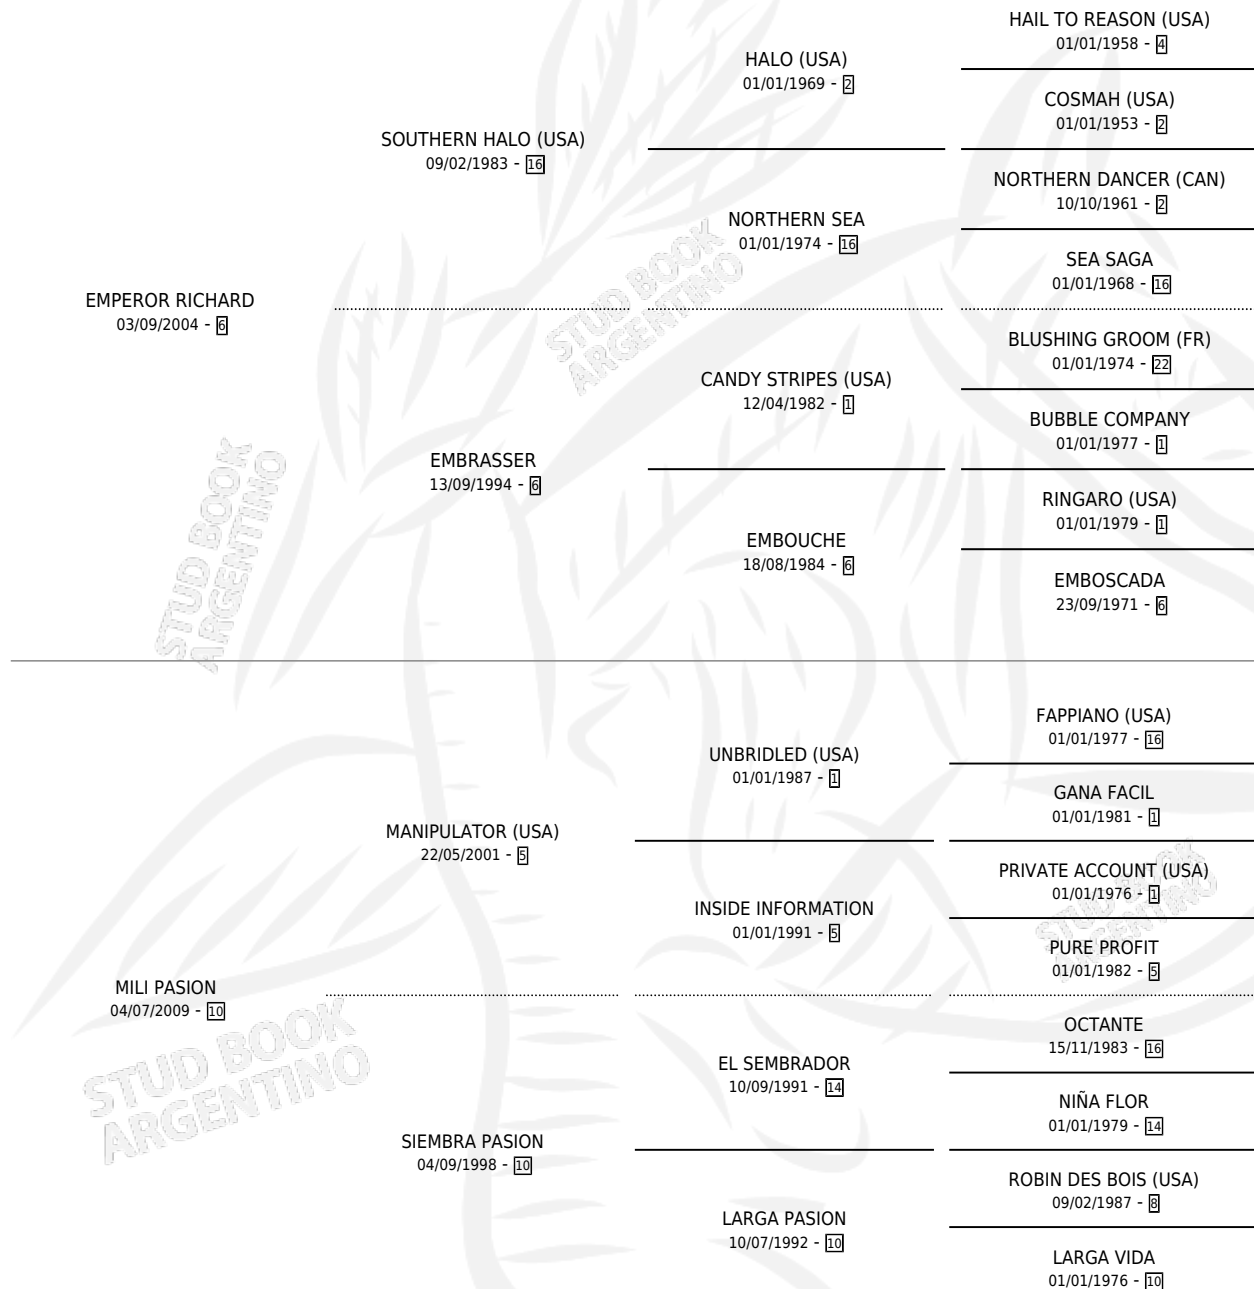 HAIL TO REASON (USA)
01/01/1958 - 4
HALO (USA)
01/01/1969 - 2
COSMAH (USA)
01/01/1953 - 2
SOUTHERN HALO (USA)
09/02/1983 - 16
NORTHERN DANCER (CAN)
10/10/1961 - 2
NORTHERN SEA
01/01/1974 - 16
SEA SAGA
01/01/1968 - 16
EMPEROR RICHARD
03/09/2004 - 6
BLUSHING GROOM (FR)
01/01/1974 - 22
CANDY STRIPES (USA)
12/04/1982 - 1
BUBBLE COMPANY
01/01/1977 - 1
EMBRASSER
13/09/1994 - 6
RINGARO (USA)
01/01/1979 - 1
EMBOUCHE
18/08/1984 - 6
EMBOSCADA
23/09/1971 - 6
STUD BOOK
ARGENTINO
STUD BOOK
ARGENTINO
FAPPIANO (USA)
01/01/1977 - 16
UNBRIDLED (USA)
01/01/1987 - 1
GANA FACIL
01/01/1981 - 1
MANIPULATOR (USA)
22/05/2001 - 5
PRIVATE ACCOUNT (USA)
01/01/1976 - 1
INSIDE INFORMATION
01/01/1991 - 5
PURE PROFIT
01/01/1982 - 5
MILI PASION
04/07/2009 - 10
OCTANTE
15/11/1983 - 16
EL SEMBRADOR
10/09/1991 - 14
NIÑA FLOR
01/01/1979 - 14
SIEMBRA PASION
04/09/1998 - 10
ROBIN DES BOIS (USA)
09/02/1987 - 8
LARGA PASION
10/07/1992 - 10
LARGA VIDA
01/01/1976 - 10
STUD BOOK
ARGENTINO
STUD BOOK
ARGENTINO